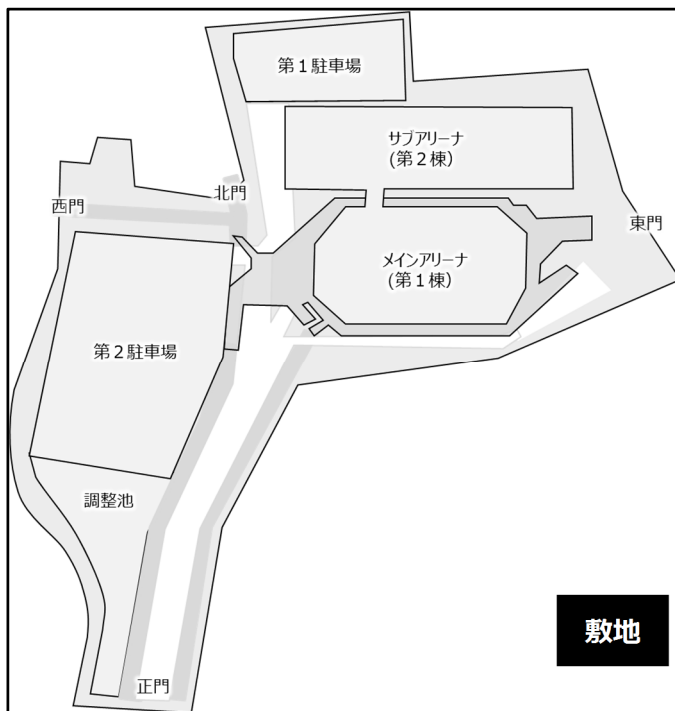 第１駐車場
サブアリーナ
(第２棟)
北門
西門
東門
メインアリーナ
(第１棟)
第２駐車場
調整池
敷地
正門